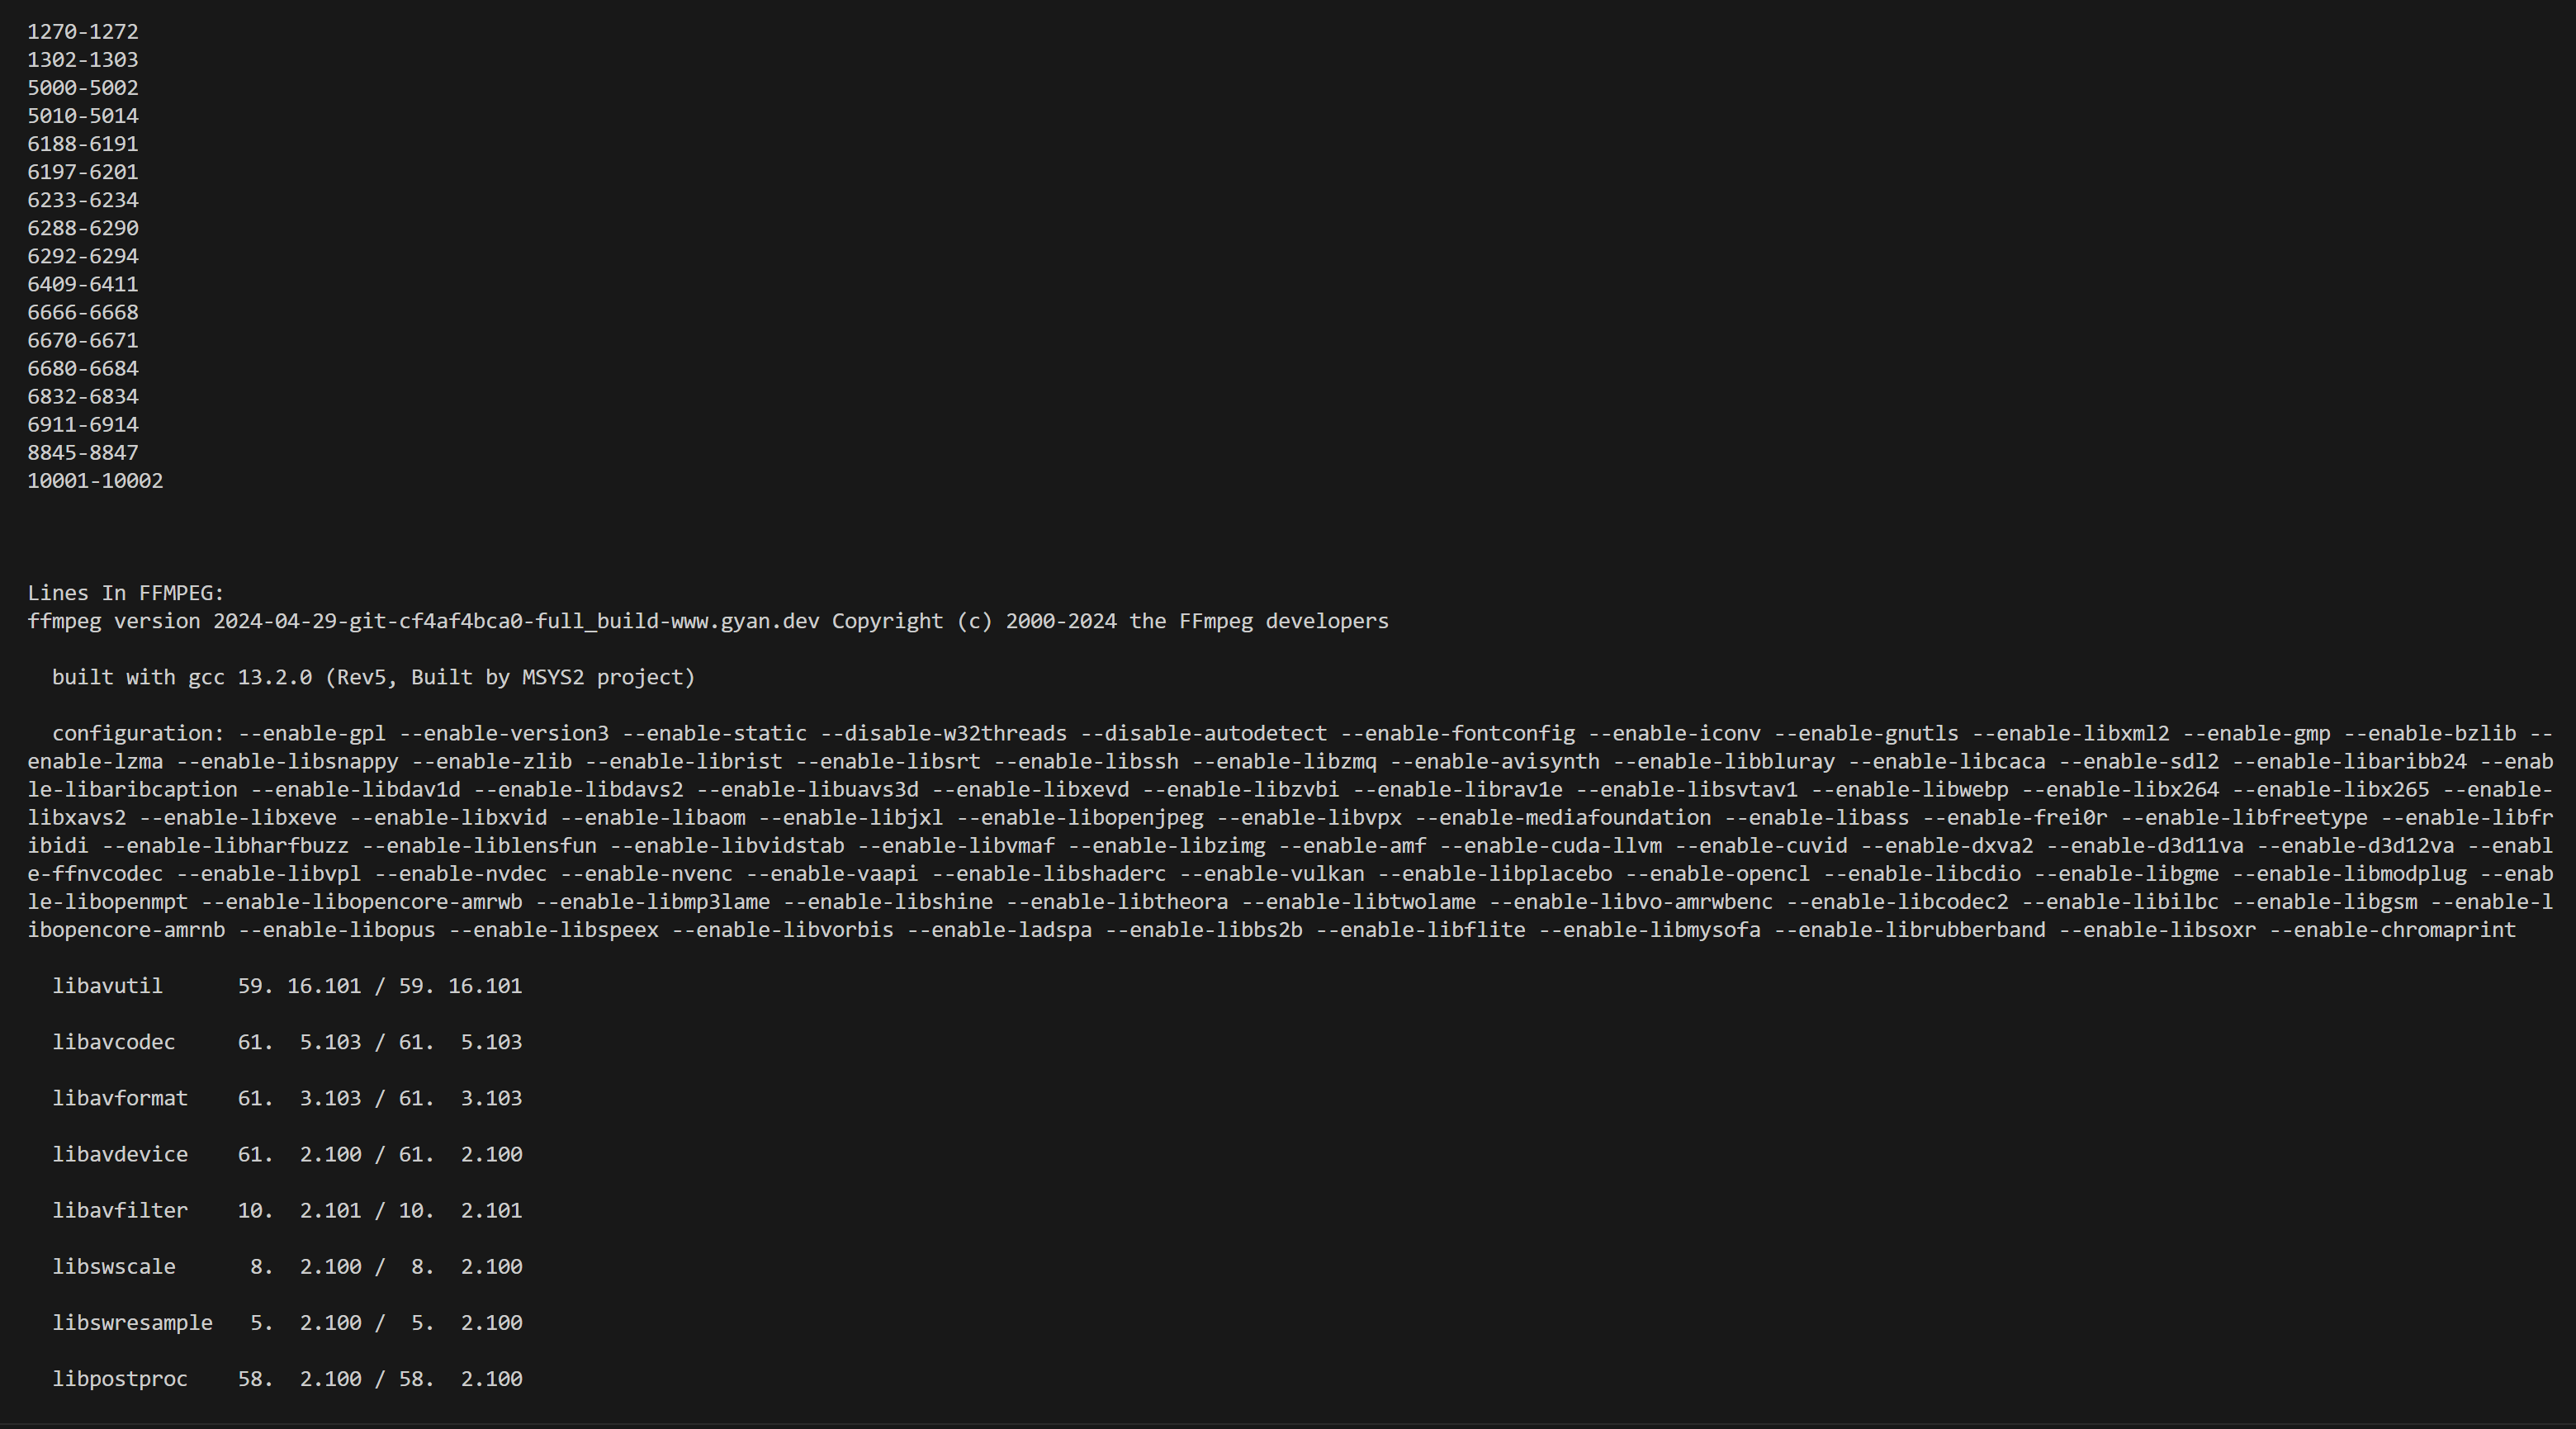 1270-1272
1302-1303
5000-5002
5010-5014
6188-6191
6197-6201
6233-6234
6288-6290
6292-6294
6409-6411
6666-6668
6670-6671
6680-6684
6832-6834
6911-6914
8845-8847
10001-10002
Lines In FFMPEG:
ffmpeg version 2024-04-29-git-cf4af4bca0-full_build-www.gyan.dev Copyright (c) 2000-2024 the FFmpeg developers
  built with gcc 13.2.0 (Rev5, Built by MSYS2 project)
  configuration: --enable-gpl --enable-version3 --enable-static --disable-w32threads --disable-autodetect --enable-fontconfig --enable-iconv --enable-gnutls --enable-libxml2 --enable-gmp --enable-bzlib --
enable-lzma --enable-libsnappy --enable-zlib --enable-librist --enable-libsrt --enable-libssh --enable-libzmq --enable-avisynth --enable-libbluray --enable-libcaca --enable-sdl2 --enable-libaribb24 --enab
le-libaribcaption --enable-libdav1d --enable-libdavs2 --enable-libuavs3d --enable-libxevd --enable-libzvbi --enable-librav1e --enable-libsvtav1 --enable-libwebp --enable-libx264 --enable-libx265 --enable-
libxavs2 --enable-libxeve --enable-libxvid --enable-libaom --enable-libjxl --enable-libopenjpeg --enable-libvpx --enable-mediafoundation --enable-libass --enable-frei0r --enable-libfreetype --enable-libfr
ibidi --enable-libharfbuzz --enable-liblensfun --enable-libvidstab --enable-libvmaf --enable-libzimg --enable-amf --enable-cuda-llvm --enable-cuvid --enable-dxva2 --enable-d3d11va --enable-d3d12va --enabl
e-ffnvcodec --enable-libvpl --enable-nvdec --enable-nvenc --enable-vaapi --enable-libshaderc --enable-vulkan --enable-libplacebo --enable-opencl --enable-libcdio --enable-libgme --enable-libmodplug --enab
le-libopenmpt --enable-libopencore-amrwb --enable-libmp3lame --enable-libshine --enable-libtheora --enable-libtwolame --enable-libvo-amrwbenc --enable-libcodec2 --enable-libilbc --enable-libgsm --enable-l
ibopencore-amrnb --enable-libopus --enable-libspeex --enable-libvorbis --enable-ladspa --enable-libbs2b --enable-libflite --enable-libmysofa --enable-librubberband --enable-libsoxr --enable-chromaprint
  libavutil      59. 16.101 / 59. 16.101
  libavcodec     61.  5.103 / 61.  5.103
  libavformat    61.  3.103 / 61.  3.103
  libavdevice    61.  2.100 / 61.  2.100
  libavfilter    10.  2.101 / 10.  2.101
  libswscale      8.  2.100 /  8.  2.100
  libswresample   5.  2.100 /  5.  2.100
  libpostproc    58.  2.100 / 58.  2.100